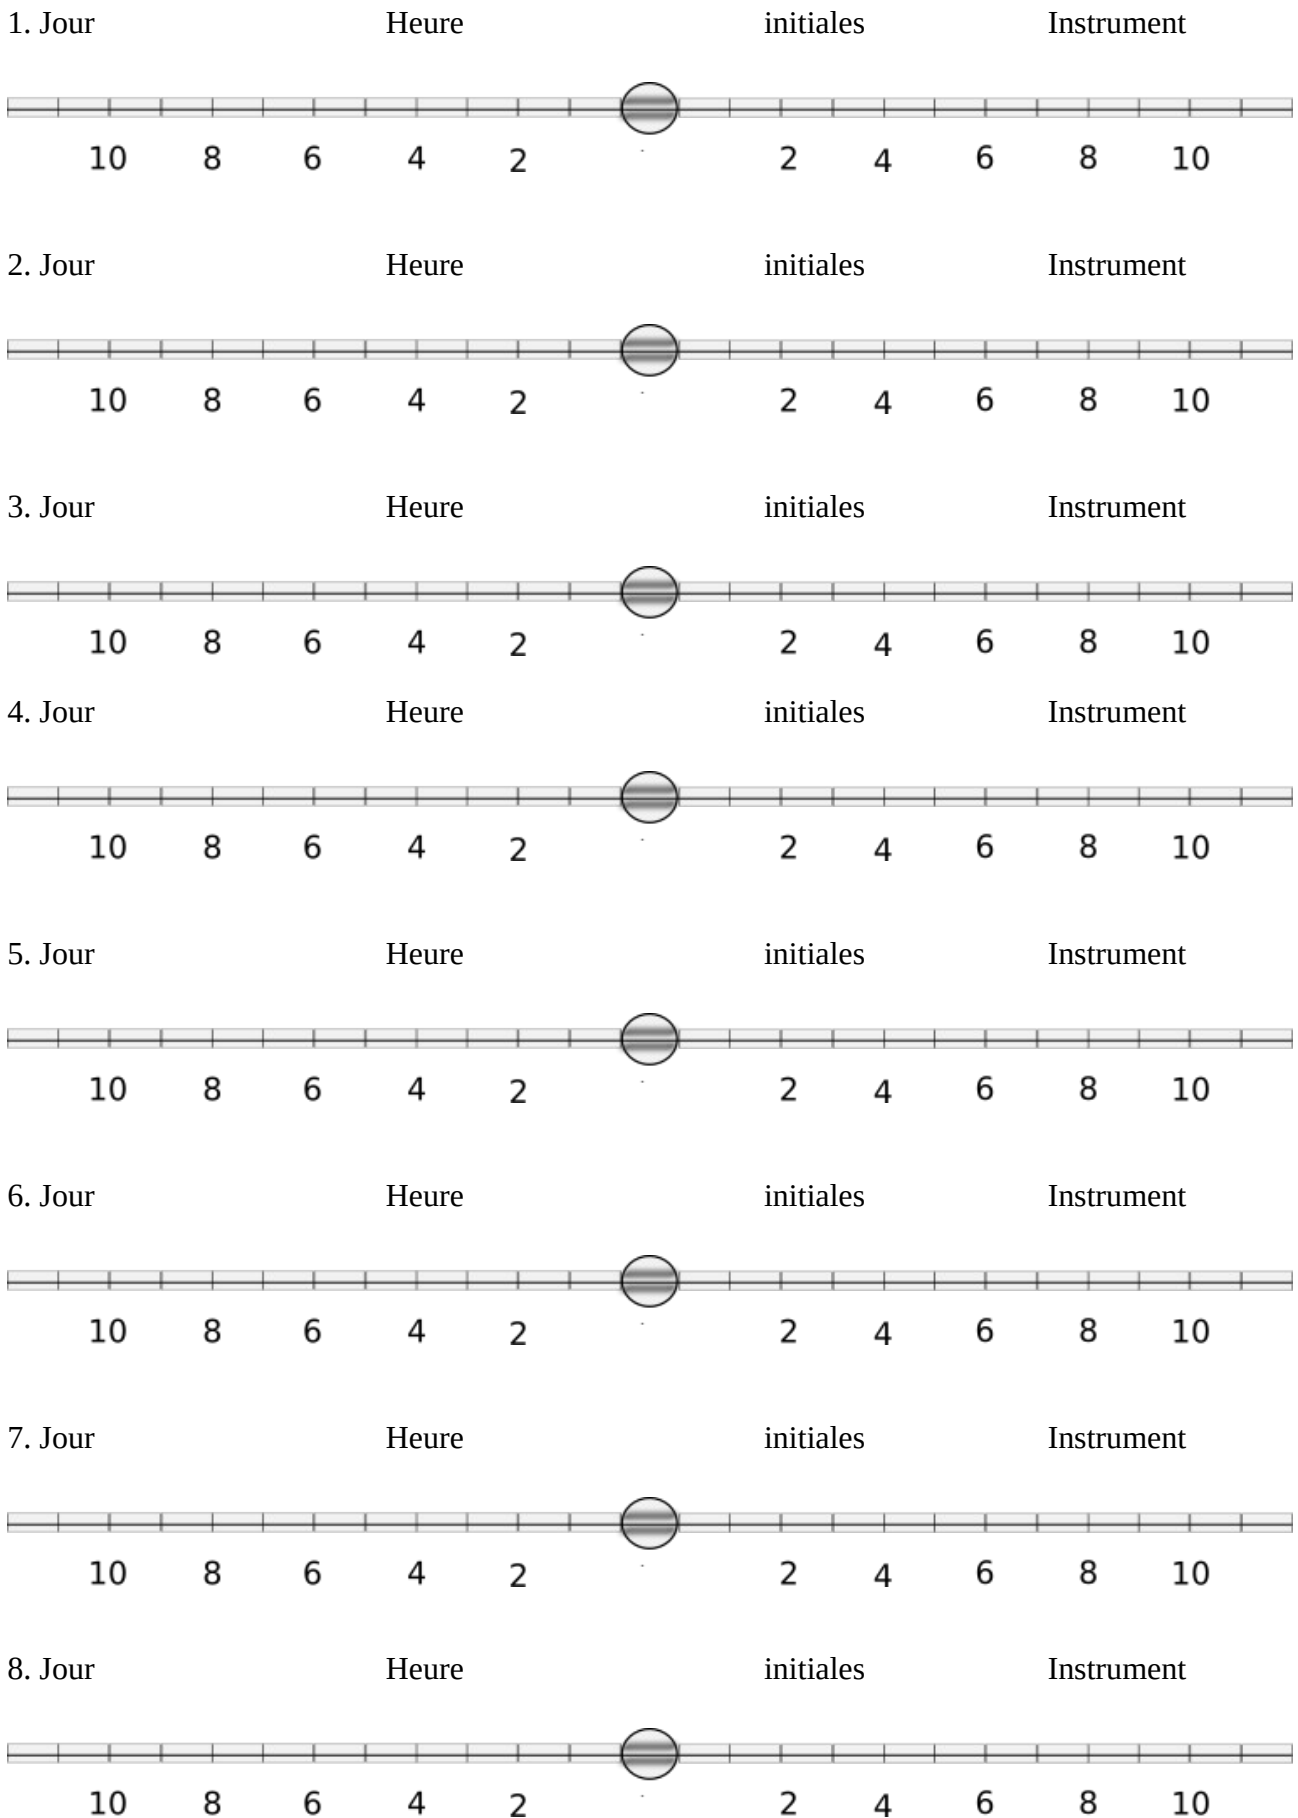 1. Jour Heure initiales Instrument
10 8 6 4 2 2 4 6 8 10
2. Jour Heure initiales Instrument
10 8 6 4 2 2 4 6 8 10
3. Jour Heure initiales Instrument
10 8 6 4 2 2 4 6 8 10
4. Jour Heure initiales Instrument
10 8 6 4 2 2 4 6 8 10
5. Jour Heure initiales Instrument
10 8 6 4 2 2 4 6 8 10
6. Jour Heure initiales Instrument
10 8 6 4 2 2 4 6 8 10
7. Jour Heure initiales Instrument
10 8 6 4 2 2 4 6 8 10
8. Jour Heure initiales Instrument
10 8 6 4 2 2 4 6 8 10